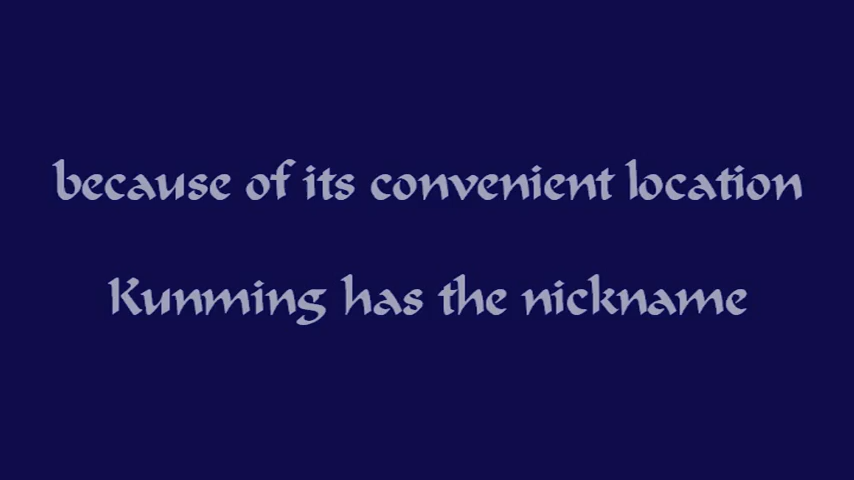 because of its convenient location
Kunming has the nickname